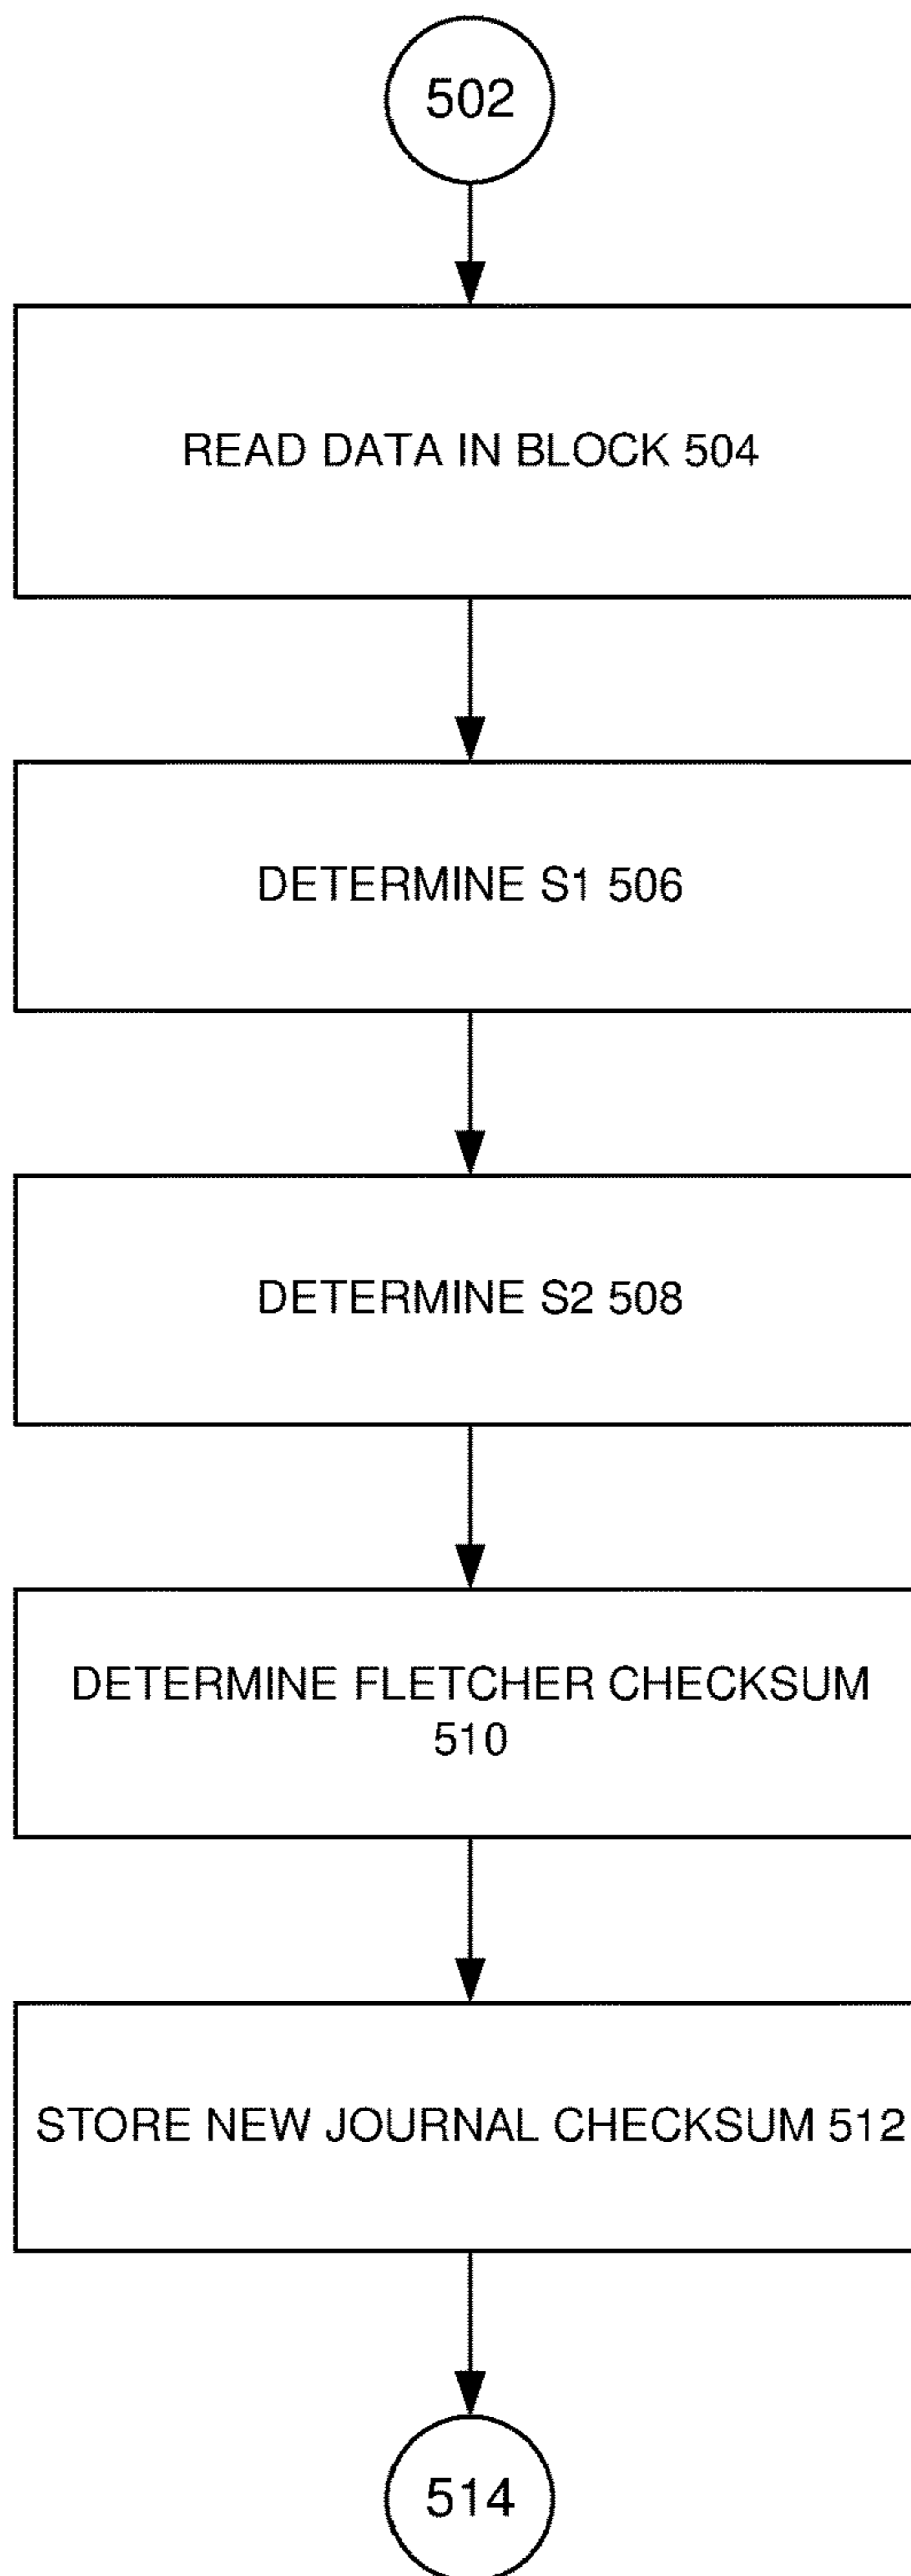 502
READ DATA IN BLOCK 504
DETERMINE S1 506
DETERMINE S2 508
DETERMINE FLETCHER CHECKSUM
510
STORE NEW JOURNAL CHECKSUM 512
514